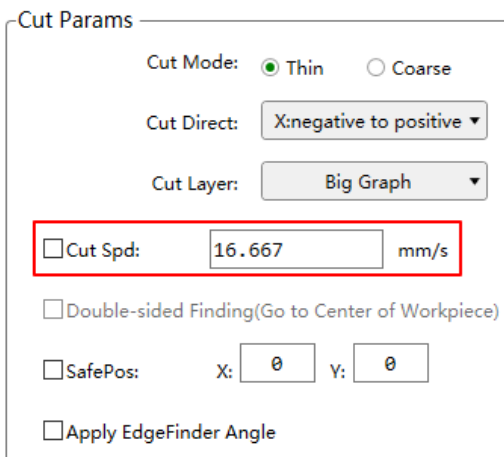 Cut Params
Cut Mode: Thin Coarse
Cut Direct: X:negative to positive
Cut Layer: Big Graph
Cut Spd: 16.667 mm/s
Double-sided Finding(Go to Center of Workpiece)
SafePos: X: 0 Y: 0
Apply EdgeFinder Angle